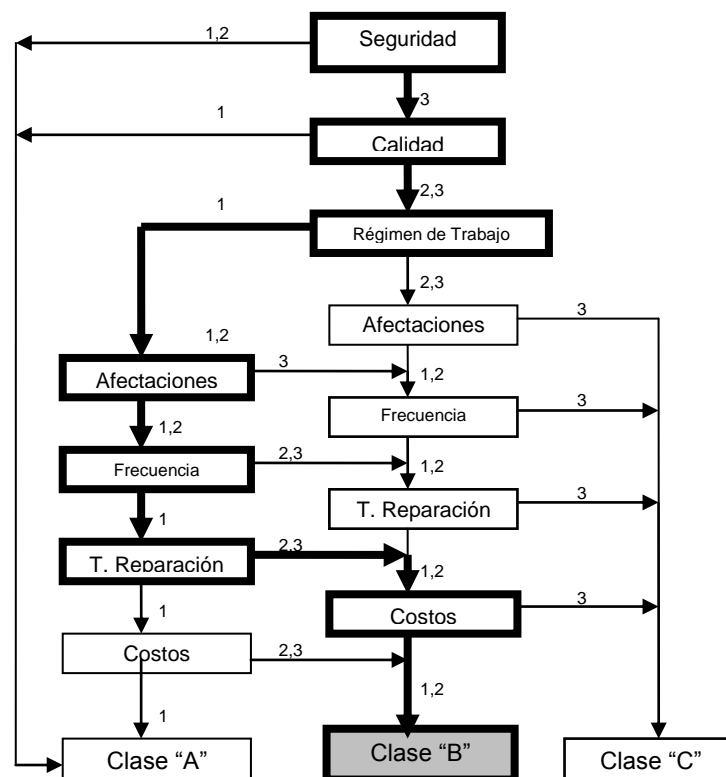 1,2
Seguridad
3
1
Calidad
2,3
1
Régimen de Trabajo
2,3
Afectaciones
3
1,2
Afectaciones
3
1,2
1,2
Frecuencia
3
Frecuencia
2,3
1,2
T. Reparación
3
1
T. Reparación
2,3
1,2
1
Costos
3
Costos
2,3
1,2
1
Clase “A”
Clase “B”
Clase “C”